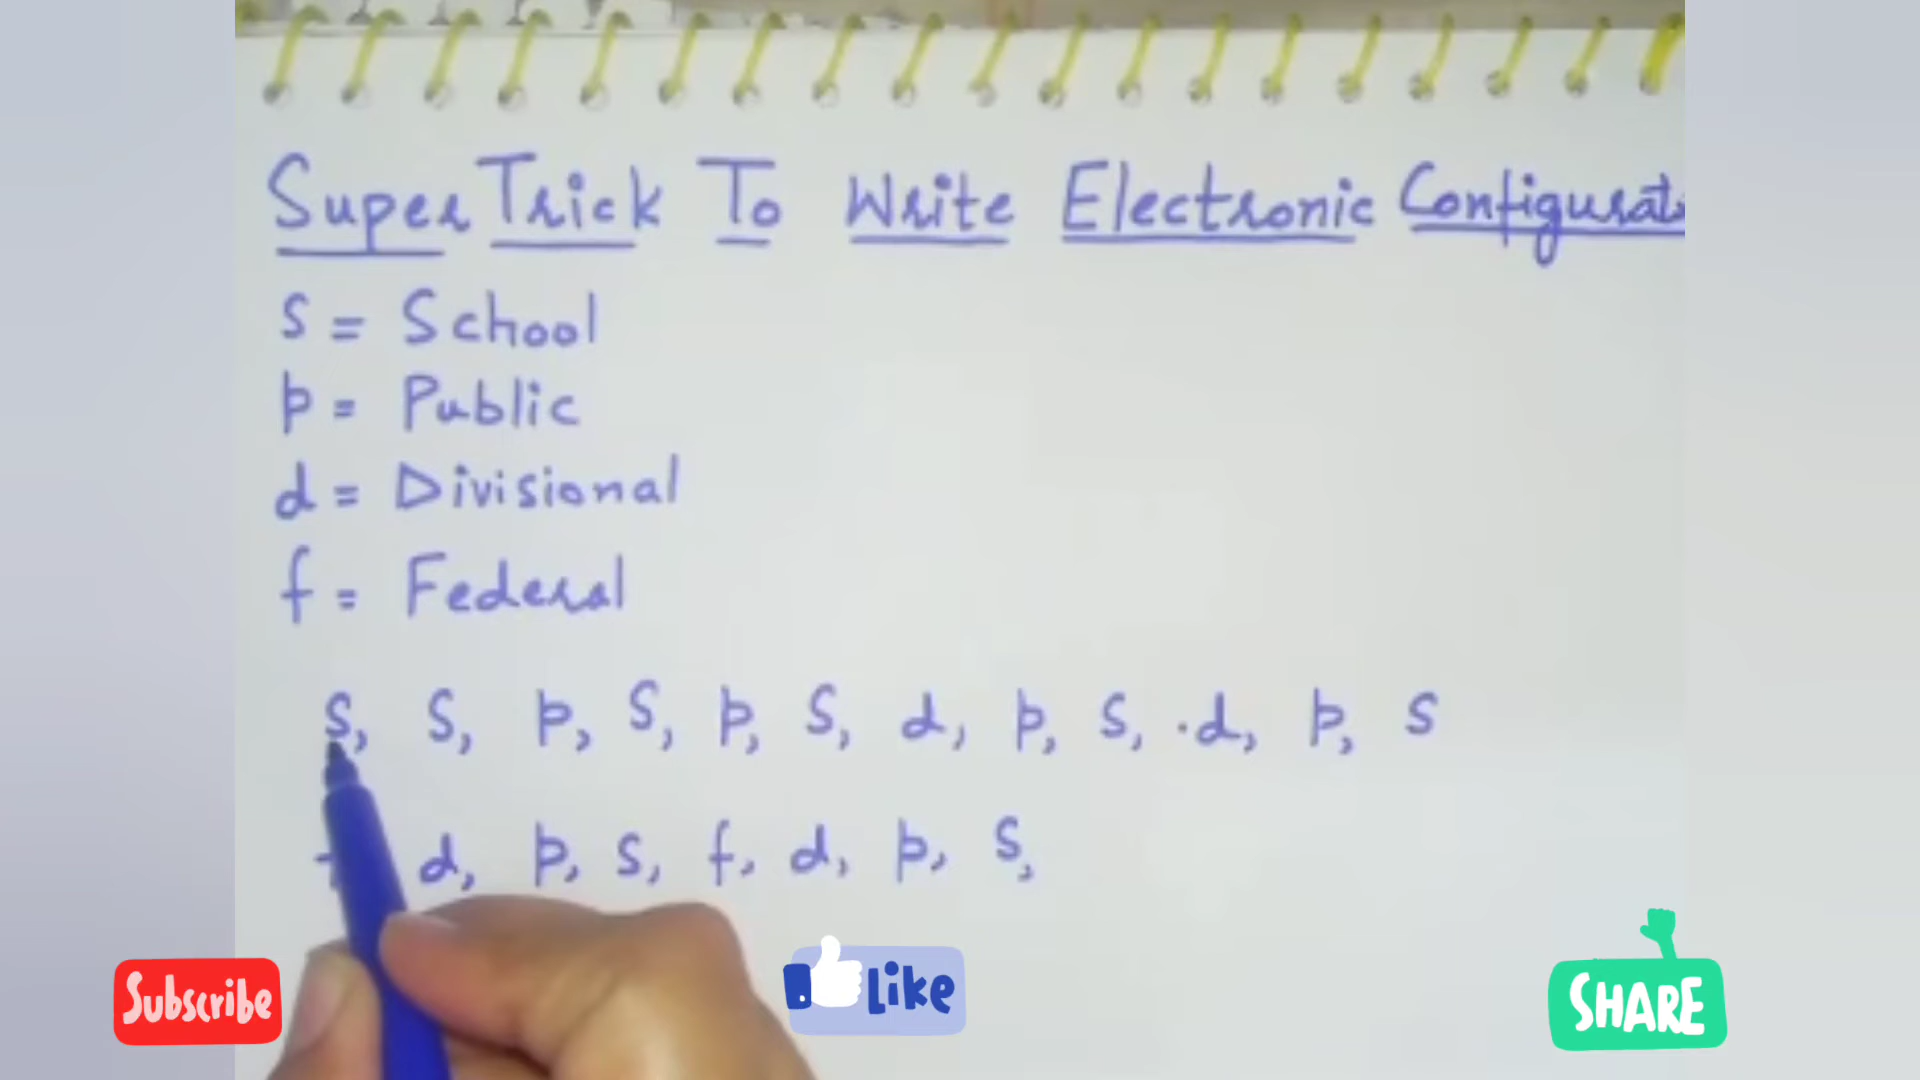 Super Trick To Write Electronic Configurat
s = School
p = Public
d = Divisional
f = Federal
s, s, p, s, p, s, d, p, s, .d, p, s
d, p, s, f, d, p, s,
Subscribe
Like
SHARE